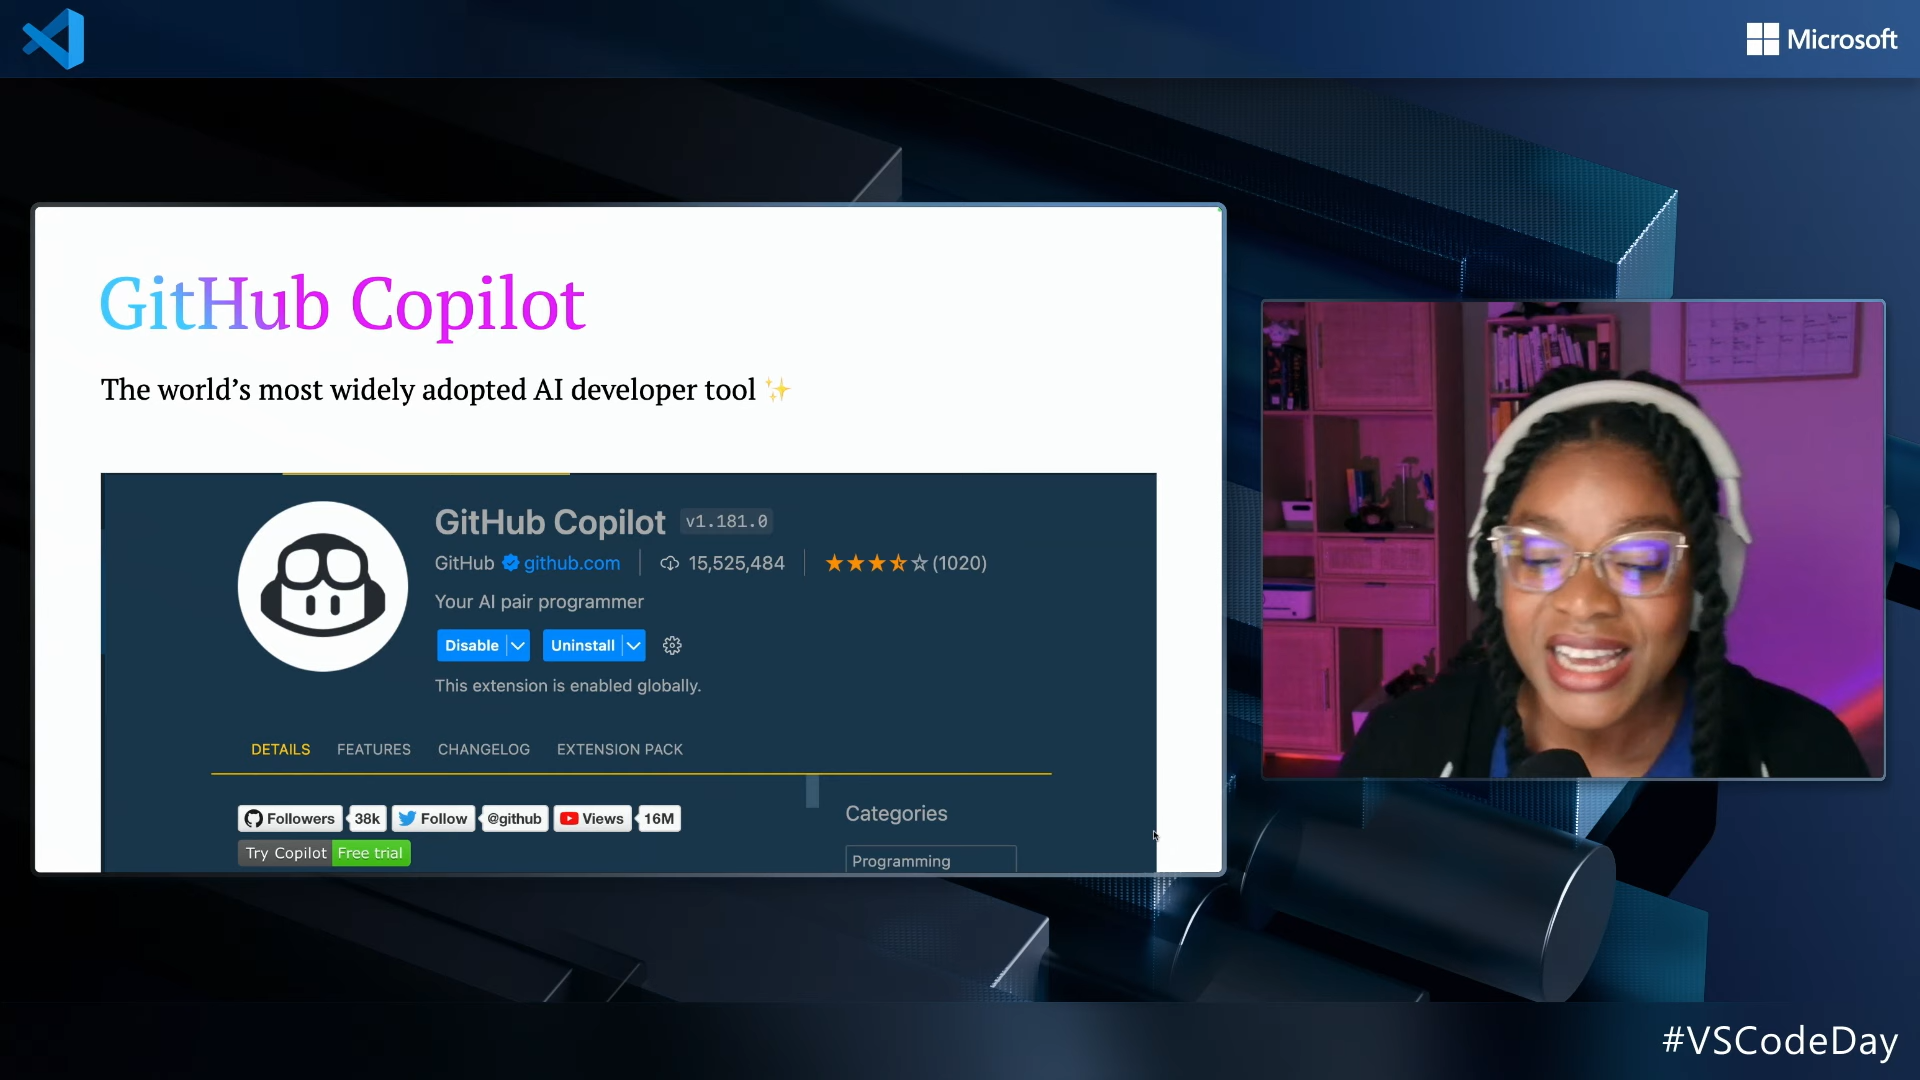 Microsoft
GitHub Copilot
The world's most widely adopted AI developer tool ✨
GitHub Copilot v1.181.0
GitHub github.com 15,525,484 (1020)
Your AI pair programmer
Disable Uninstall
This extension is enabled globally.
DETAILS FEATURES CHANGELOG EXTENSION PACK
Followers 38k Follow @github Views 16M
Try Copilot Free trial
Categories
Programming
#VSCodeDay